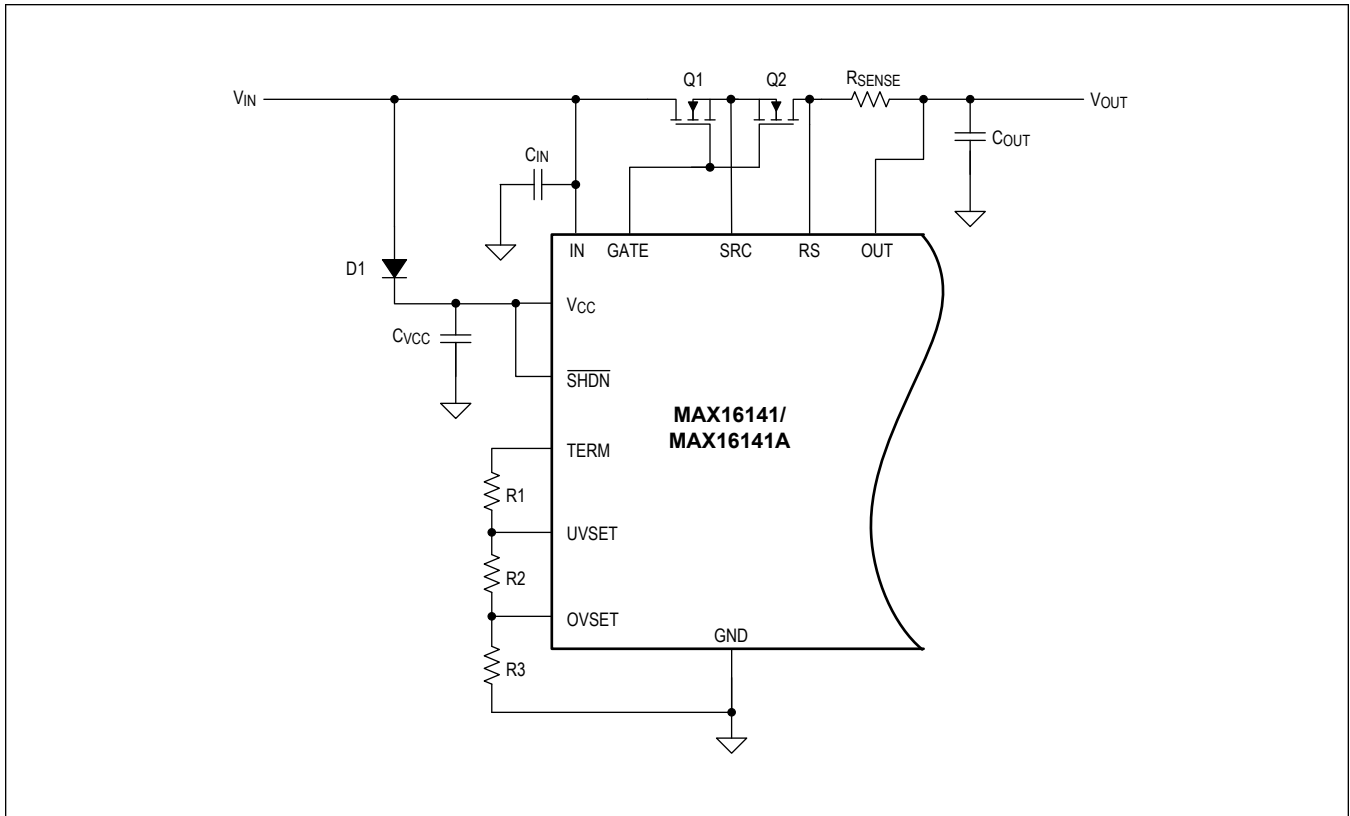 Q1 Q2 RSENSE
VIN VOUT
CIN COUT
IN GATE SRC RS OUT
D1
VCC
CVCC
SHDN
MAX16141/
MAX16141A
TERM
R1
UVSET
R2
OVSET
GND
R3